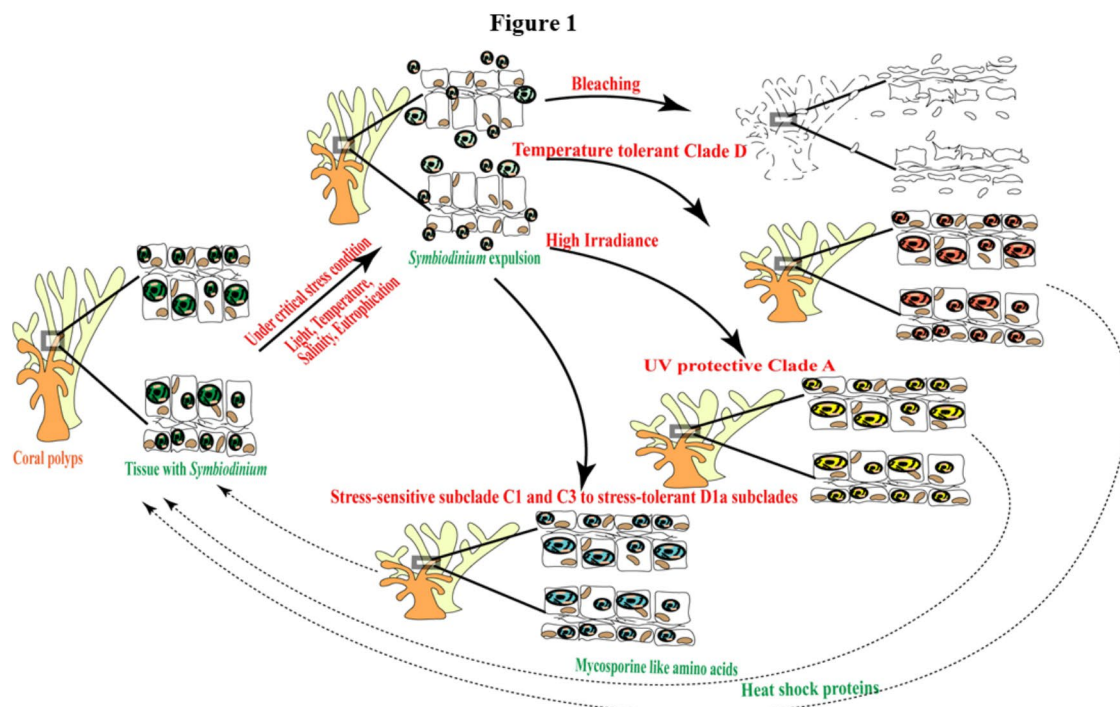 Figure 1
Bleaching
Temperature tolerant Clade D
High Irradiance
Symbiodinium expulsion
Under critical stress condition
Light, Temperature,
Salinity, Eutrophication
UV protective Clade A
Coral polyps
Tissue with Symbiodinium
Stress-sensitive subclade C1 and C3 to stress-tolerant D1a subclades
Mycosporine like amino acids
Heat shock proteins